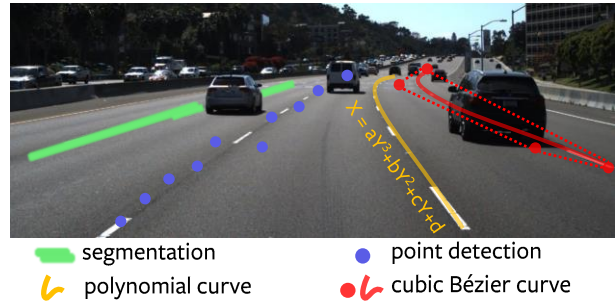 X = aY³+bY²+cY+d
segmentation
point detection
polynomial curve
cubic Bézier curve